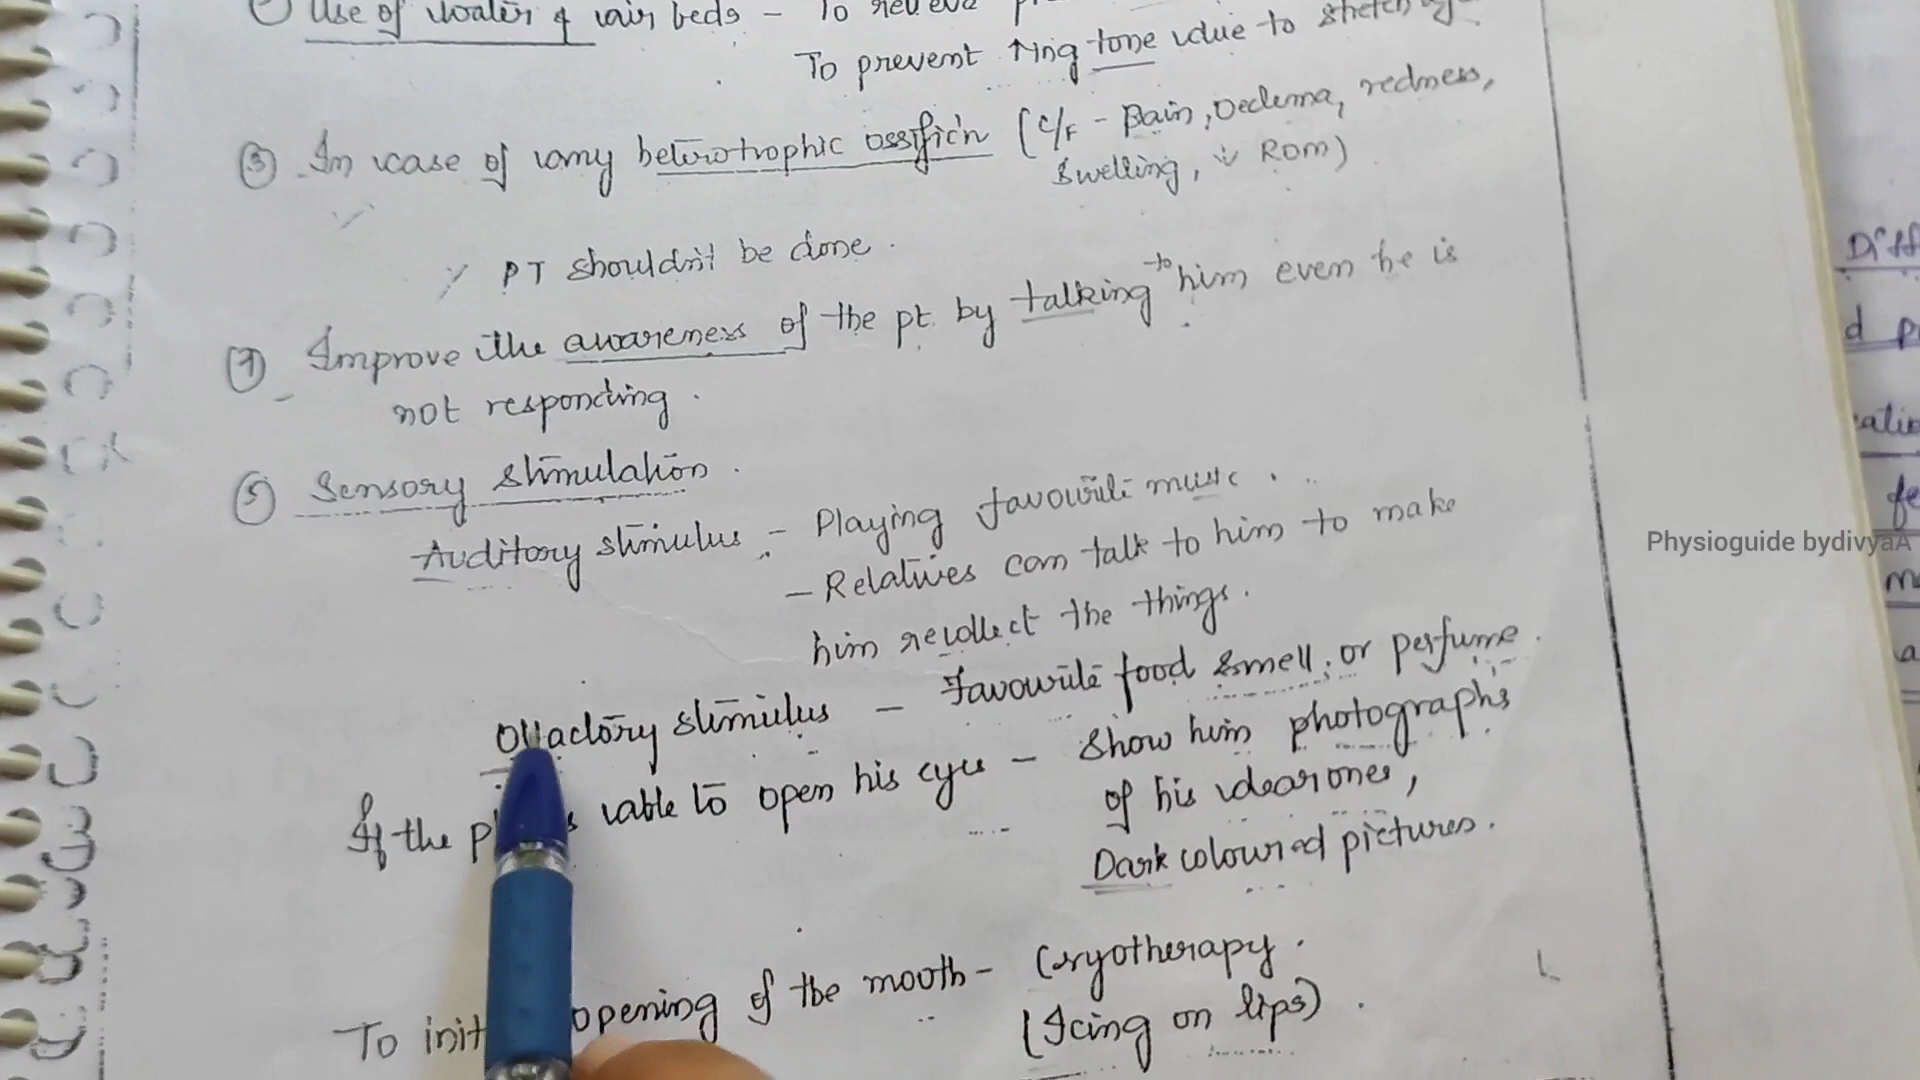 Use of water & air beds - To
To prevent ↑ing tone due to
③ In case of any heterotrophic ossific'n (C/F - Pain, Oedema, redness,
swelling, ↓ ROM)
PT shouldn't be done.
④ Improve the awareness of the pt. by talking to him even he is
not responding.
⑤ Sensory stimulation.
Auditory stimulus - Playing favourite music.
- Relatives can talk to him to make
him recollect the things.
Olfactory stimulus - favourite food smell, or perfume.
If the able to open his eyes - Show him photographs
of his dear ones,
Dark coloured pictures.
To opening of the mouth - Cryotherapy.
(Icing on lips).
Physioguide bydivyaA